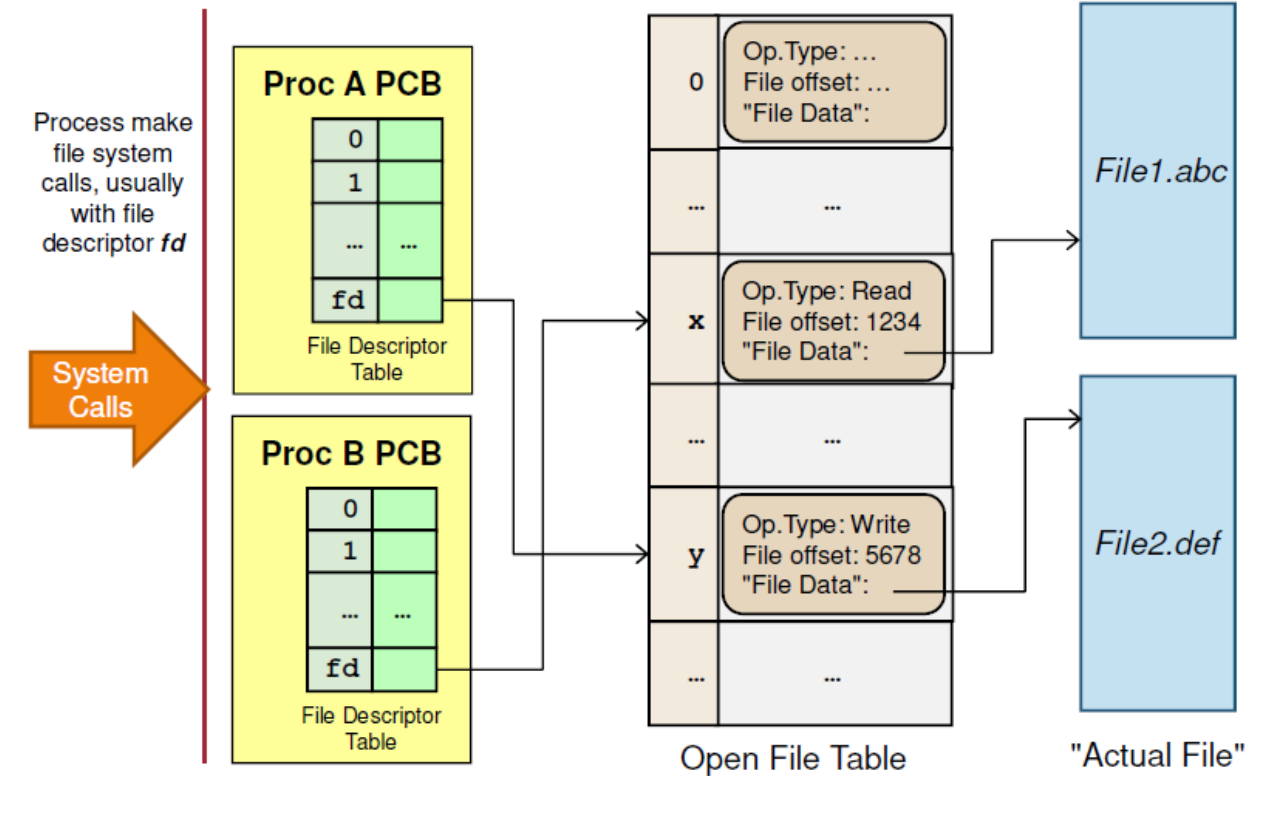 Process make
file system
calls, usually
with file
descriptor fd
System
Calls
Proc A PCB
0
1
... ...
fd
File Descriptor
Table
Proc B PCB
0
1
... ...
fd
File Descriptor
Table
0
Op.Type: ...
File offset: ...
"File Data":
... ...
x
Op.Type: Read
File offset: 1234
"File Data":
... ...
y
Op.Type: Write
File offset: 5678
"File Data":
... ...
Open File Table
File1.abc
File2.def
"Actual File"